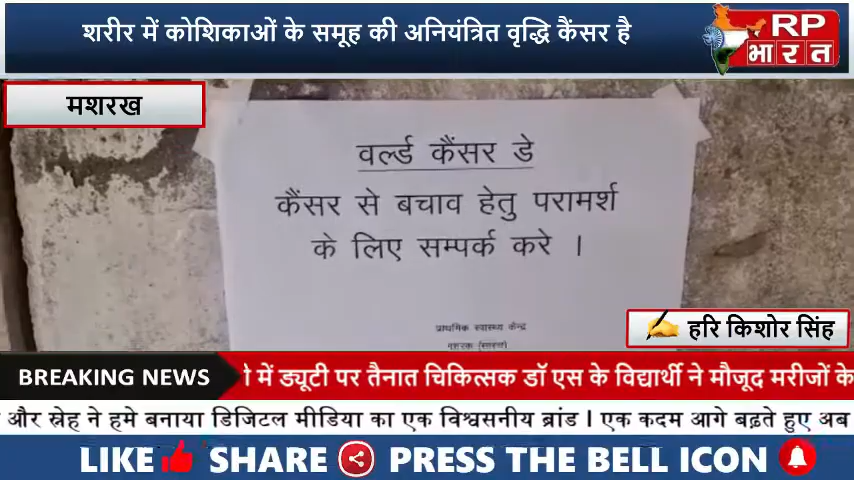 शरीर में कोशिकाओं के समूह की अनियंत्रित वृद्धि कैंसर है
RP
भारत
मशरख
वर्ल्ड कैंसर डे
कैंसर से बचाव हेतु परामर्श
के लिए सम्पर्क करे ।
प्राथमिक स्वास्थ्य केन्द्र
मशरक (सारण)
हरि किशोर सिंह
BREAKING NEWS
में ड्यूटी पर तैनात चिकित्सक डॉ एस के विद्यार्थी ने मौजूद मरीजों के
और स्नेह ने हमे बनाया डिजिटल मीडिया का एक विश्वसनीय ब्रांड । एक कदम आगे बढ़ते हुए अब
LIKE SHARE PRESS THE BELL ICON